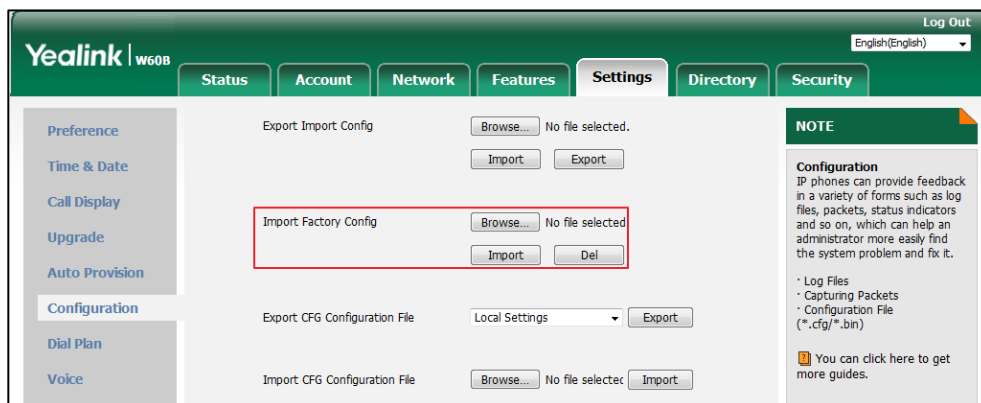 Log Out
English(English)
Yealink | W60B
Status Account Network Features Settings Directory Security
Preference
Time & Date
Call Display
Upgrade
Auto Provision
Configuration
Dial Plan
Voice
Export Import Config Browse... No file selected.
Import Export
Import Factory Config Browse... No file selected
Import Del
Export CFG Configuration File Local Settings Export
Import CFG Configuration File Browse... No file selectec Import
NOTE
Configuration
IP phones can provide feedback
in a variety of forms such as log
files, packets, status indicators
and so on, which can help an
administrator more easily find
the system problem and fix it.
· Log Files
· Capturing Packets
· Configuration File
(*.cfg/*.bin)
You can click here to get
more guides.